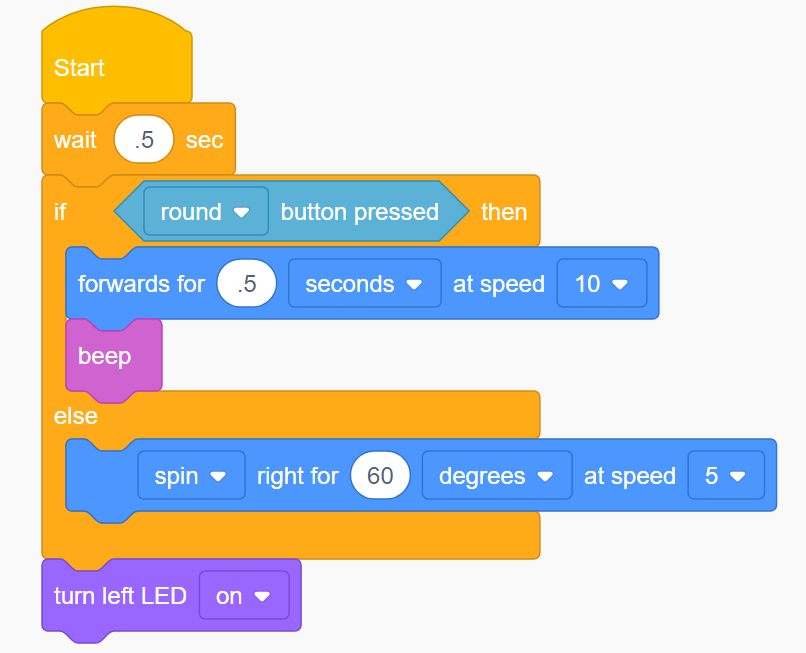 Start
wait .5 sec
if round button pressed then
forwards for .5 seconds at speed 10
beep
else
spin right for 60 degrees at speed 5
turn left LED on